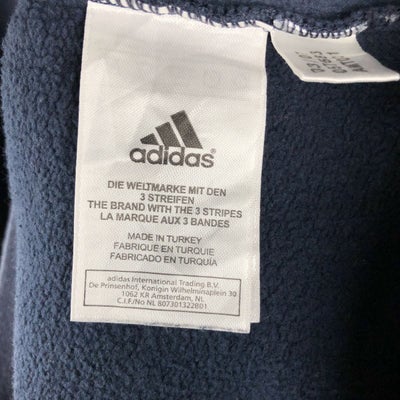 adidas
DIE WELTMARKE MIT DEN
3 STREIFEN
THE BRAND WITH THE 3 STRIPES
LA MARQUE AUX 3 BANDES
MADE IN TURKEY
FABRIQUE EN TURQUIE
FABRICADO EN TURQUIA
adidas International Trading B.V.
De Prinsenhof, Koningin Wilhelminaplein 30
1062 KR Amsterdam, NL
C.I.F./No NL 807301322B01